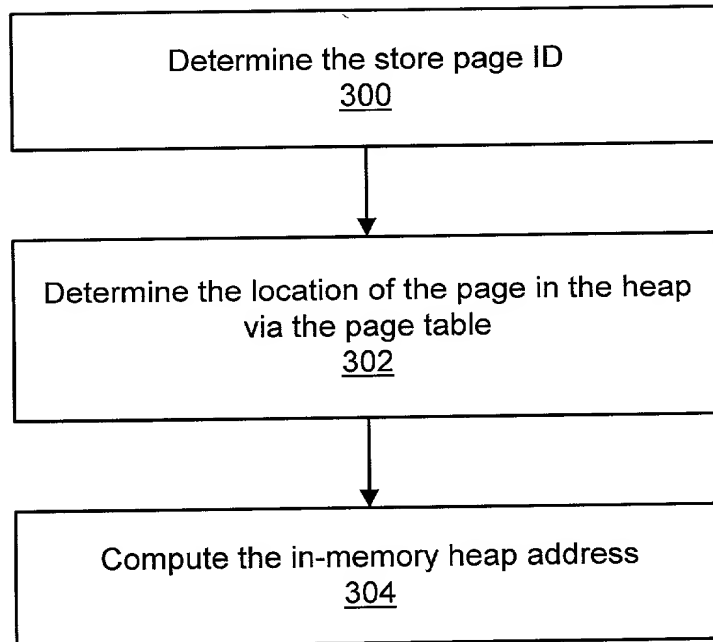 Determine the store page ID
300
Determine the location of the page in the heap
via the page table
302
Compute the in-memory heap address
304